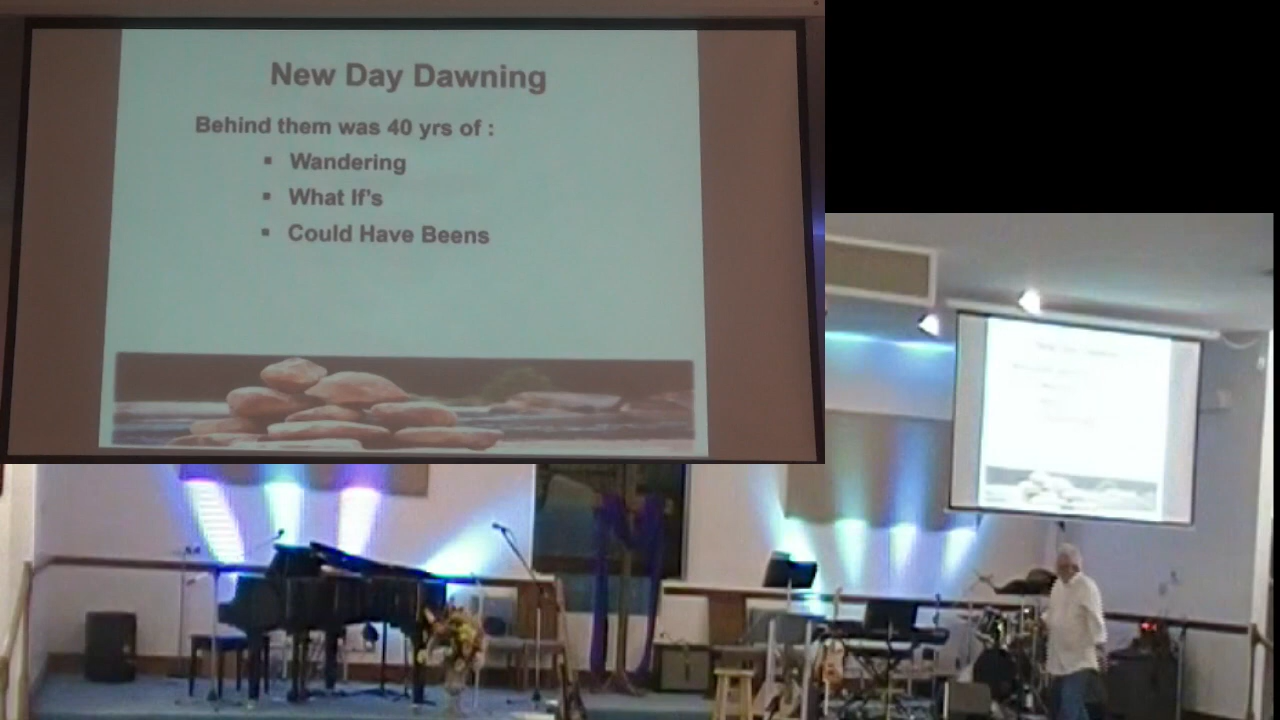 New Day Dawning
Behind them was 40 yrs of :
▪ Wandering
▪ What If's
▪ Could Have Beens